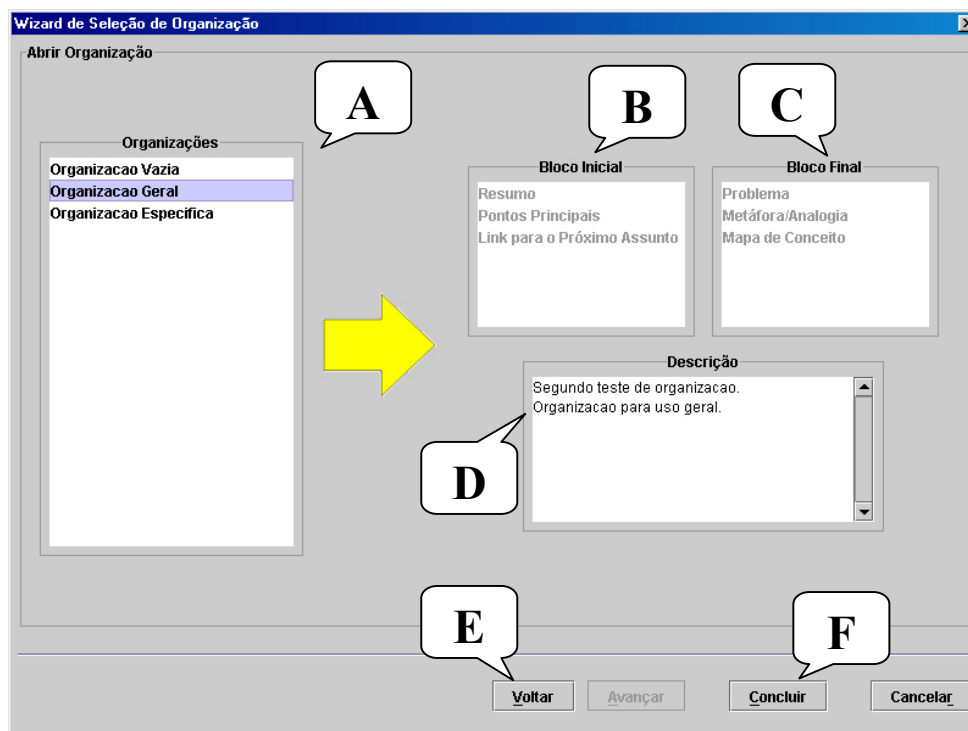 Wizard de Seleção de Organização
Abrir Organização
A
B
C
Organizações
Organizacao Vazia
Organizacao Geral
Organizacao Especifica
Bloco Inicial
Resumo
Pontos Principais
Link para o Próximo Assunto
Bloco Final
Problema
Metáfora/Analogia
Mapa de Conceito
Descrição
Segundo teste de organizacao.
Organizacao para uso geral.
D
E
F
Voltar
Avançar
Concluir
Cancelar